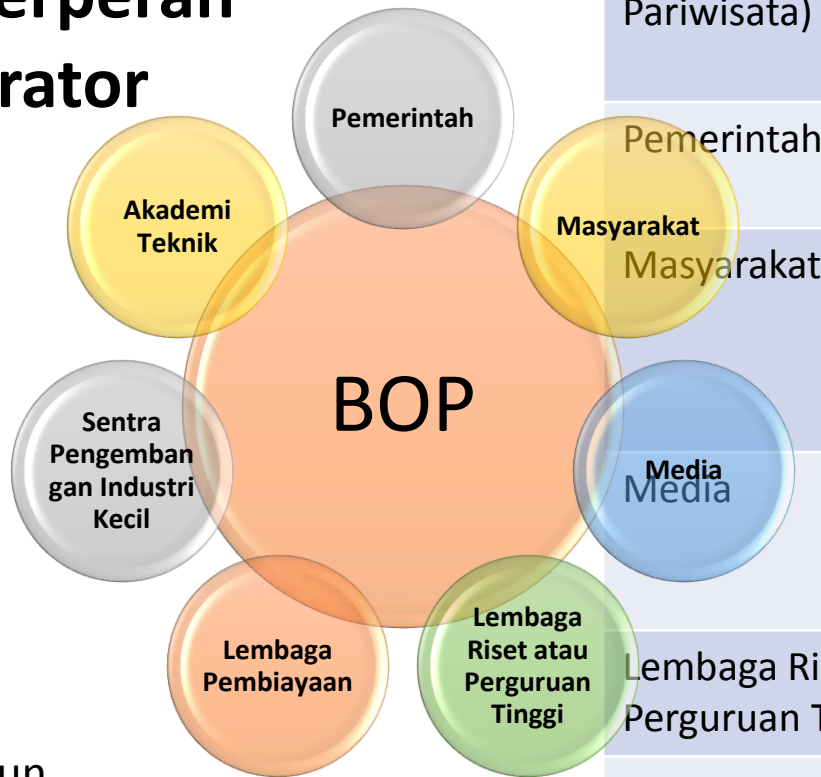 erperan
rator
Pemerintah
Akademi
Teknik
Masyarakat
BOP
Sentra
Pengemban
gan Industri
Kecil
Media
Lembaga
Pembiayaan
Lembaga
Riset atau
Perguruan
Tinggi
un
Pariwisata)
Pemerintah
Masyarakat
Media
Lembaga Ri
Perguruan T